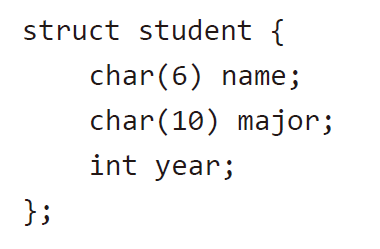 struct student {
    char(6) name;
    char(10) major;
    int year;
};